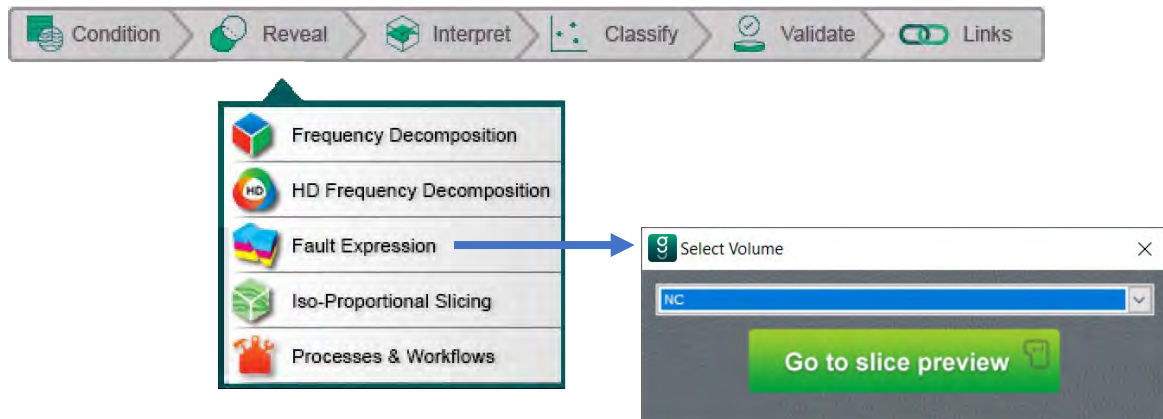 Condition Reveal Interpret Classify Validate Links
Frequency Decomposition
HD HD Frequency Decomposition
Fault Expression
Iso-Proportional Slicing
Processes & Workflows
g Select Volume
NC
Go to slice preview